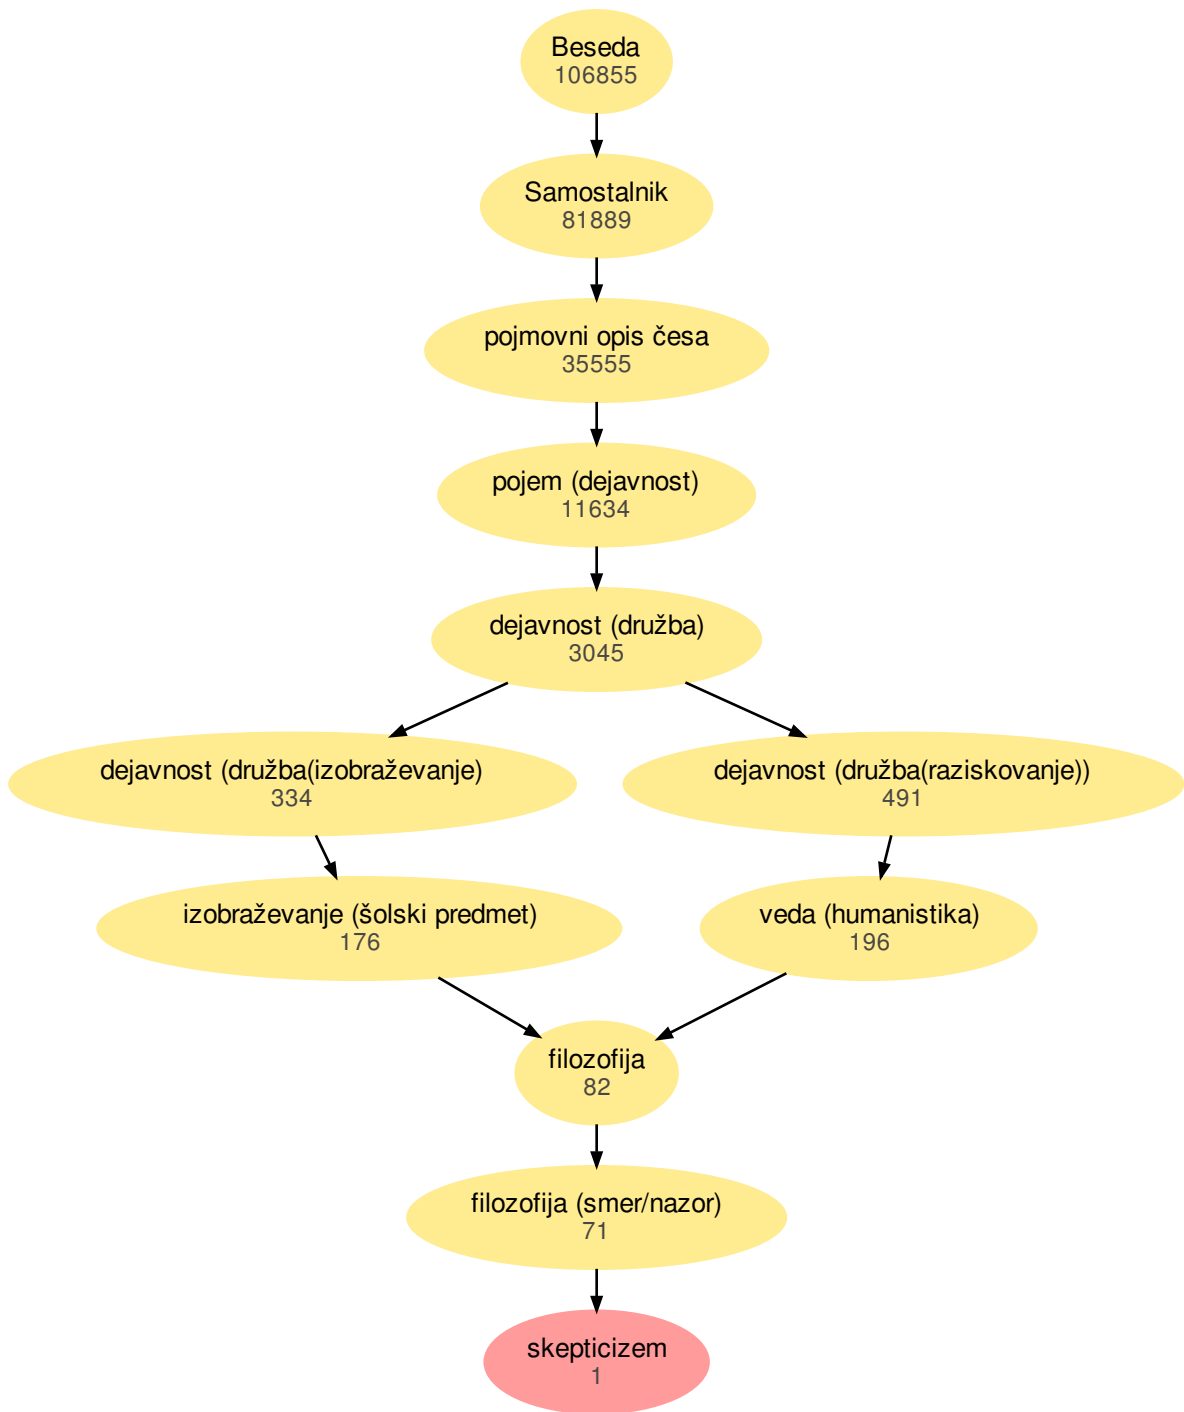 Beseda
106855
Samostalnik
81889
pojmovni opis česa
35555
pojem (dejavnost)
11634
dejavnost (družba)
3045
dejavnost (družba(izobraževanje)
334
dejavnost (družba(raziskovanje))
491
izobraževanje (šolski predmet)
176
veda (humanistika)
196
filozofija
82
filozofija (smer/nazor)
71
skepticizem
1